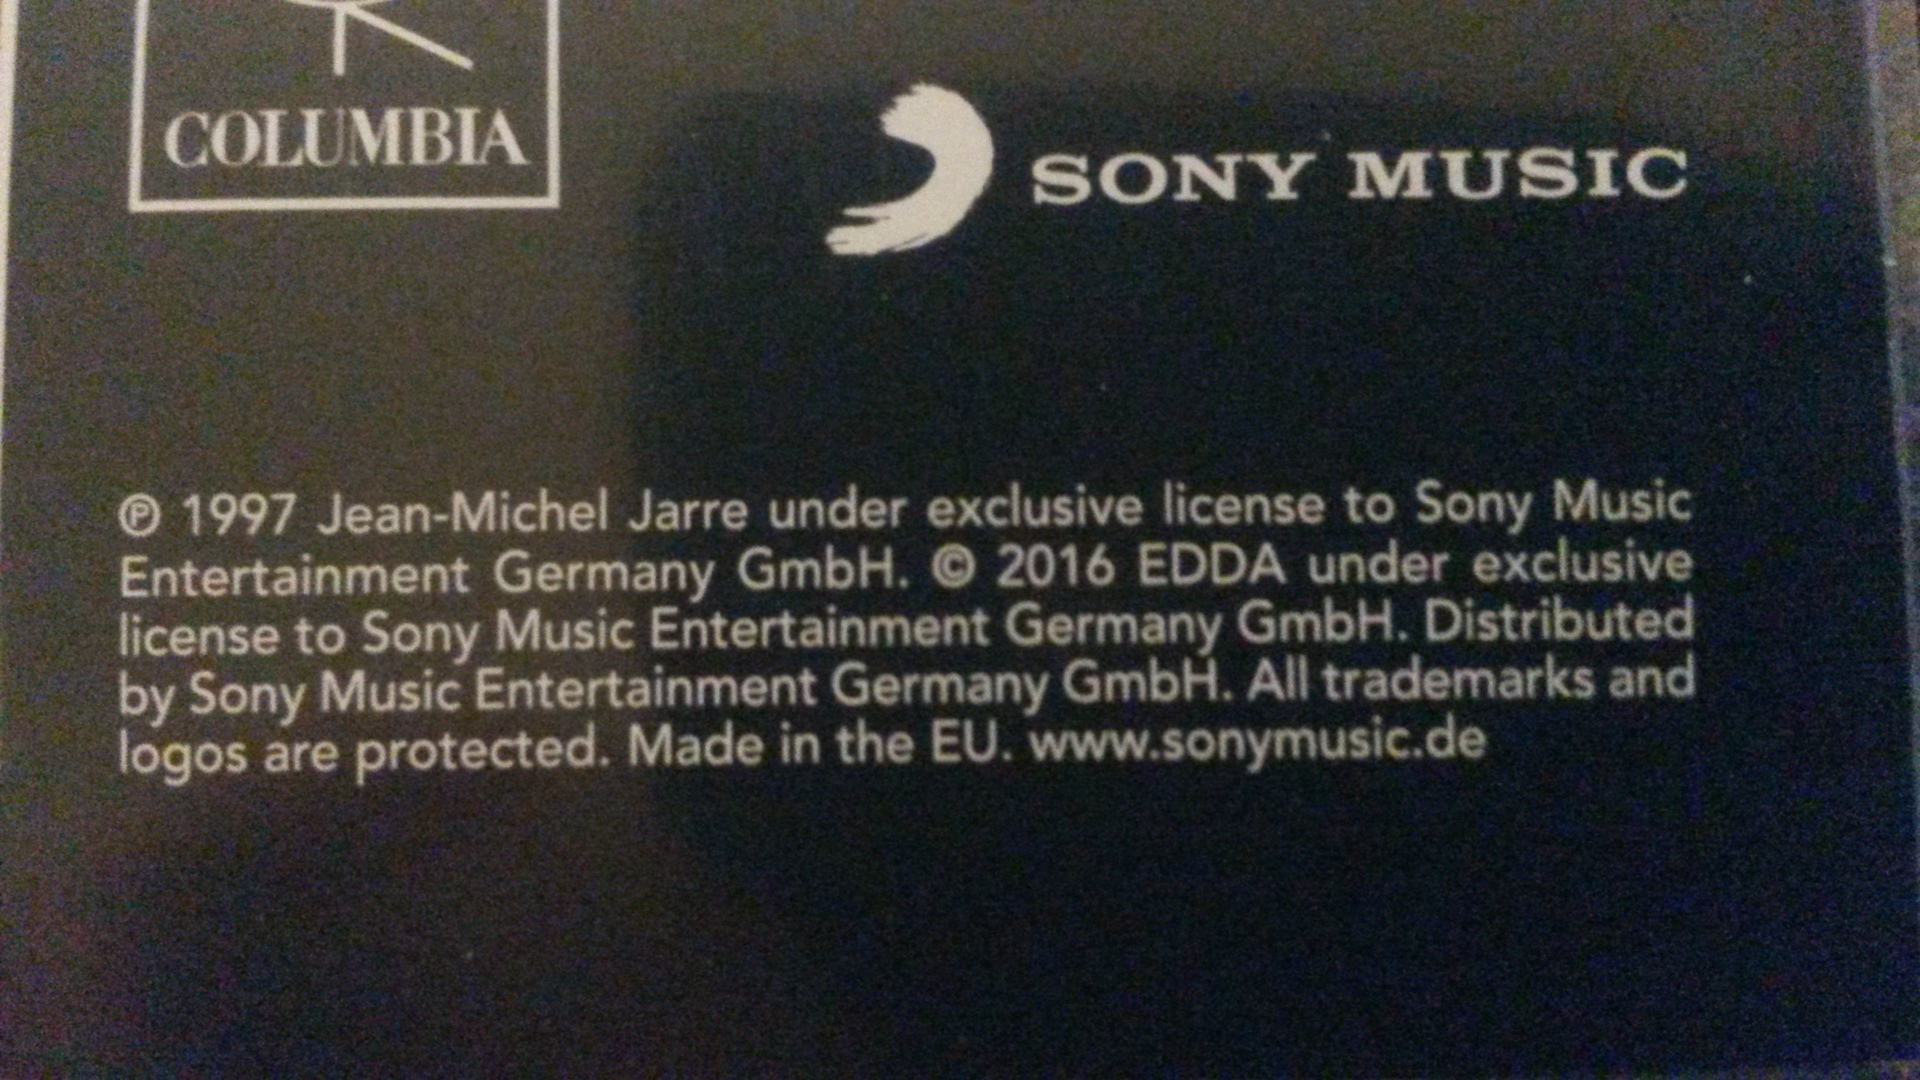 COLUMBIA
SONY MUSIC
℗ 1997 Jean-Michel Jarre under exclusive license to Sony Music
Entertainment Germany GmbH. © 2016 EDDA under exclusive
license to Sony Music Entertainment Germany GmbH. Distributed
by Sony Music Entertainment Germany GmbH. All trademarks and
logos are protected. Made in the EU. www.sonymusic.de